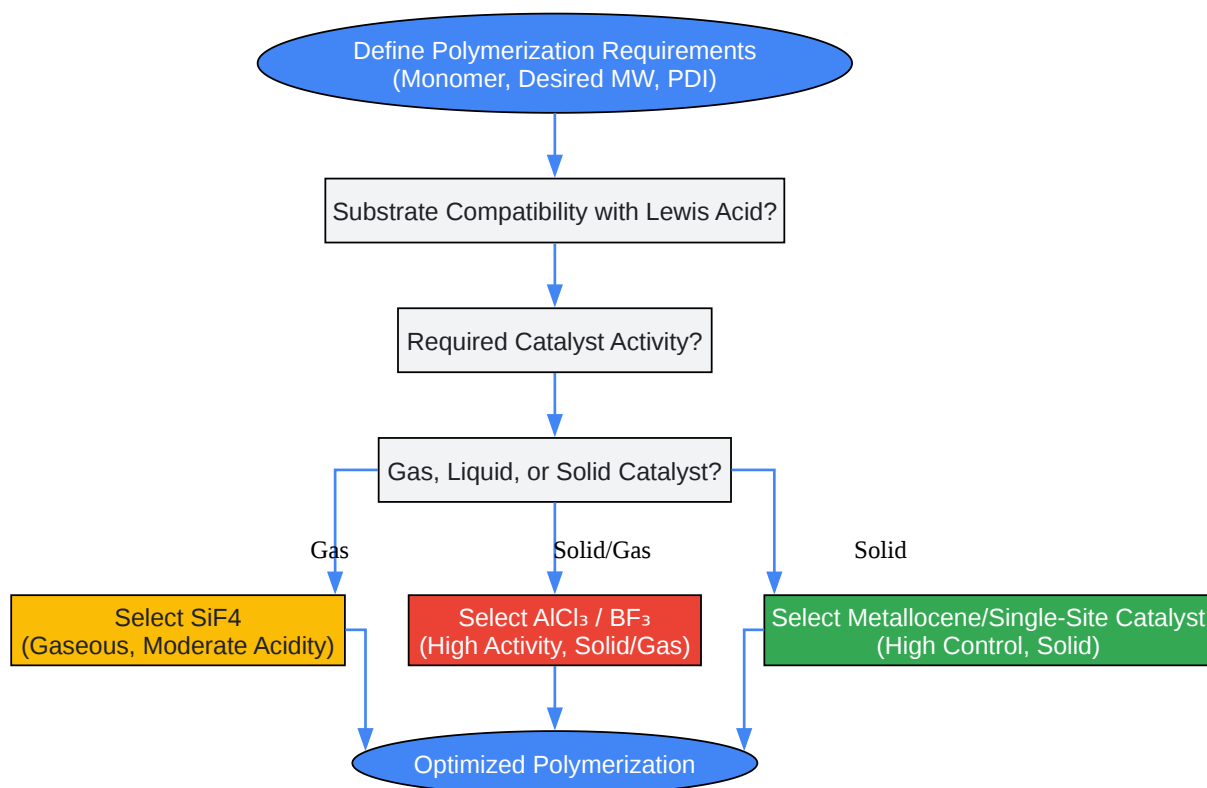 Define Polymerization Requirements
(Monomer, Desired MW, PDI)
Substrate Compatibility with Lewis Acid?
Required Catalyst Activity?
Gas, Liquid, or Solid Catalyst?
Gas
Solid/Gas
Solid
Select SiF4
(Gaseous, Moderate Acidity)
Select AlCl₃ / BF₃
(High Activity, Solid/Gas)
Select Metallocene/Single-Site Catalyst
(High Control, Solid)
Optimized Polymerization